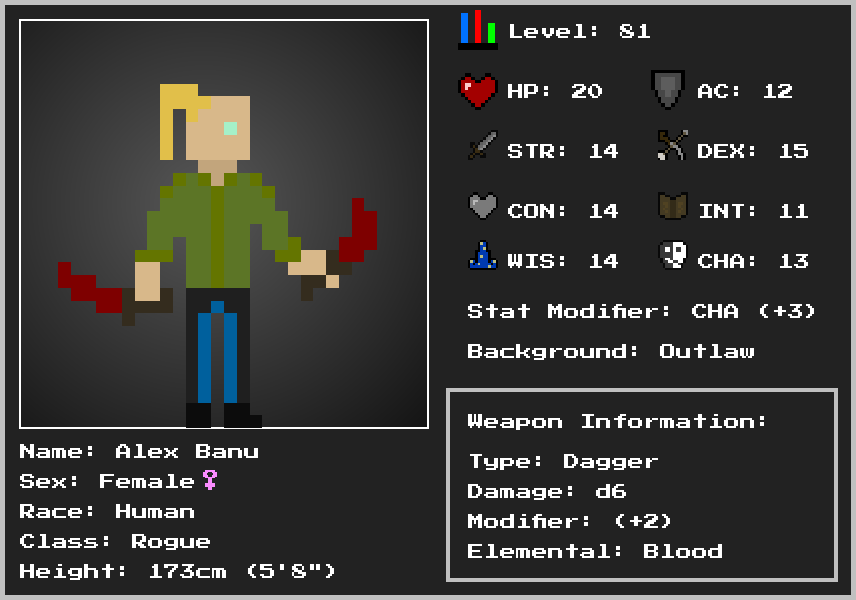 Level: 81
HP: 20 AC: 12
STR: 14 DEX: 15
CON: 14 INT: 11
WIS: 14 CHA: 13
Stat Modifier: CHA (+3)
Background: Outlaw
Weapon Information:
Type: Dagger
Damage: d6
Modifier: (+2)
Elemental: Blood
Name: Alex Banu
Sex: Female♀
Race: Human
Class: Rogue
Height: 173cm (5'8")